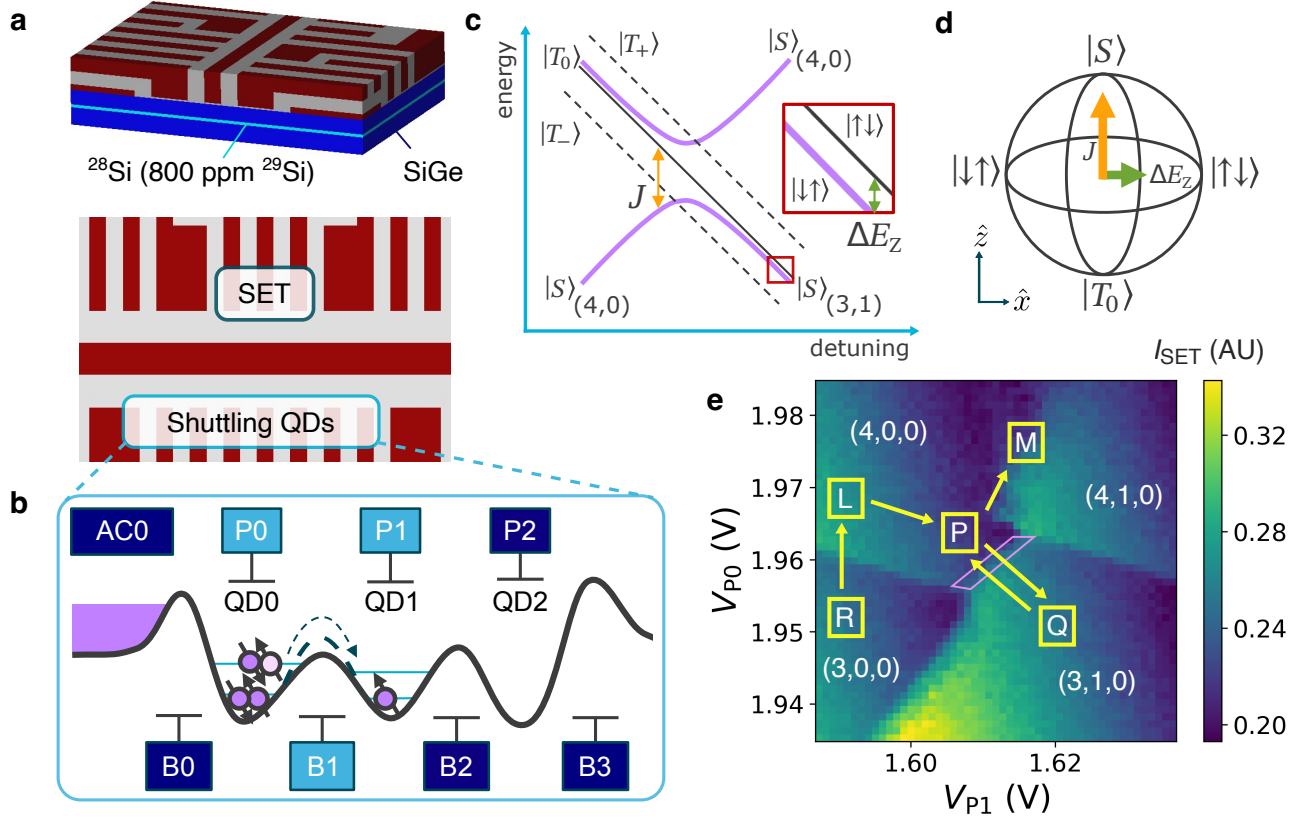 a
²⁸Si (800 ppm ²⁹Si)
SiGe
SET
Shuttling QDs
b
AC0
P0
P1
P2
QD0
QD1
QD2
B0
B1
B2
B3
c
energy
|T₀⟩
|T₊⟩
|S⟩(4,0)
|T₋⟩
J
|↑↓⟩
|↓↑⟩
ΔE_Z
|S⟩(4,0)
|S⟩(3,1)
detuning
d
|S⟩
J
|↓↑⟩
ΔE_Z
|↑↓⟩
ẑ
x̂
|T₀⟩
e
I_SET (AU)
V_P0 (V)
1.98
1.97
1.96
1.95
1.94
(4,0,0)
M
L
(4,1,0)
P
R
Q
(3,0,0)
(3,1,0)
1.60
1.62
V_P1 (V)
0.32
0.28
0.24
0.20